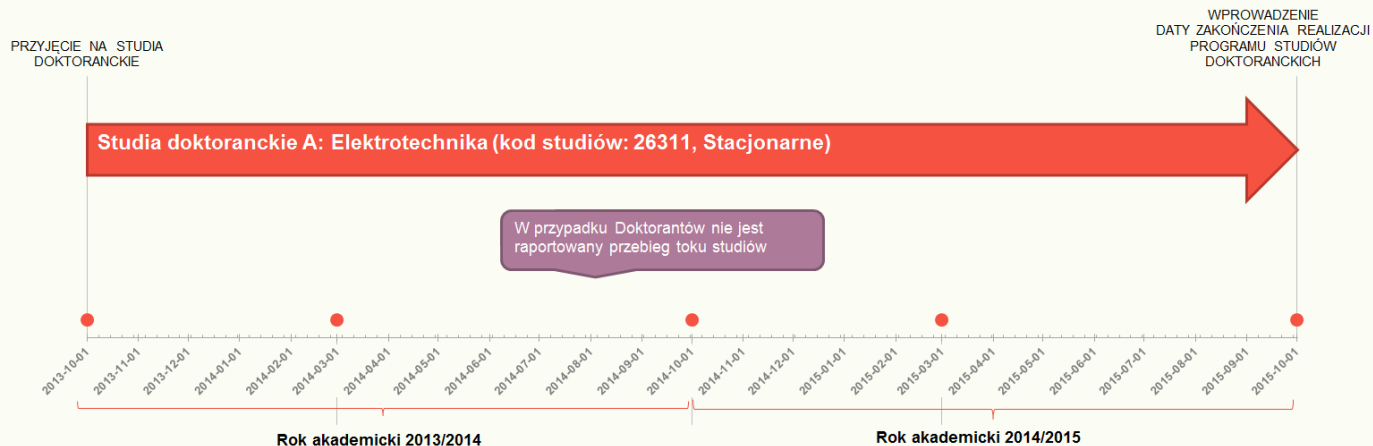 PRZYJĘCIE NA STUDIA
DOKTORANCKIE
WPROWADZENIE
DATY ZAKOŃCZENIA REALIZACJI
PROGRAMU STUDIÓW
DOKTORANCKICH
Studia doktoranckie A: Elektrotechnika (kod studiów: 26311, Stacjonarne)
W przypadku Doktorantów nie jest
raportowany przebieg toku studiów
2013-10-01
2013-11-01
2013-12-01
2014-01-01
2014-02-01
2014-03-01
2014-04-01
2014-05-01
2014-06-01
2014-07-01
2014-08-01
2014-09-01
2014-10-01
2014-11-01
2014-12-01
2015-01-01
2015-02-01
2015-03-01
2015-04-01
2015-05-01
2015-06-01
2015-07-01
2015-08-01
2015-09-01
2015-10-01
Rok akademicki 2013/2014
Rok akademicki 2014/2015